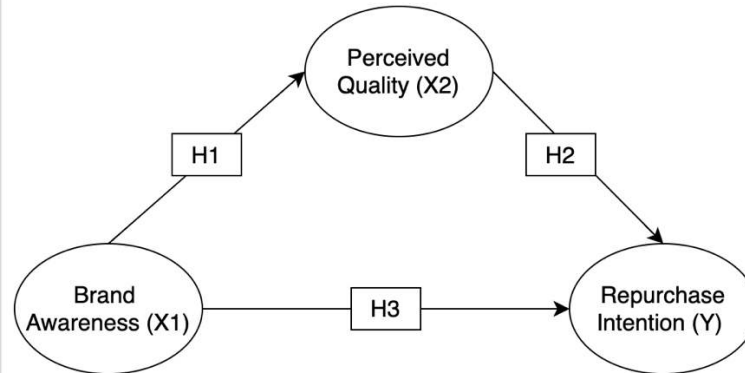 Perceived
Quality (X2)
H1
H2
Brand
Awareness (X1)
H3
Repurchase
Intention (Y)